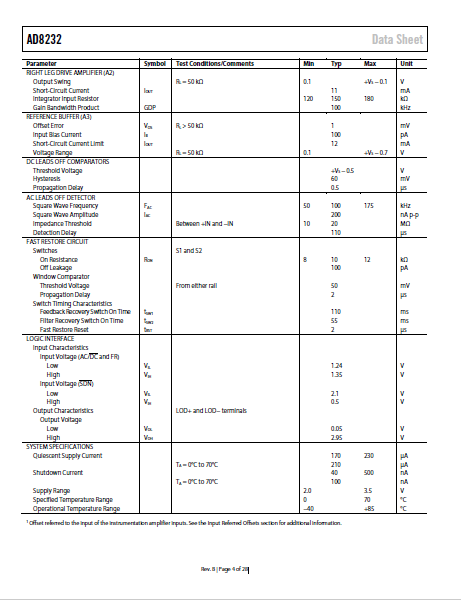 AD8232 Data Sheet
Parameter Symbol Test Conditions/Comments Min Typ Max Unit
RIGHT LEG DRIVE AMPLIFIER (A2)
Output Swing RL = 50 kΩ 0.1 +VS − 0.1 V
Short-Circuit Current IOUT 11 mA
Integrator Input Resistor 120 150 180 kΩ
Gain Bandwidth Product GDP 100 kHz
REFERENCE BUFFER (A3)
Offset Error VOS RL > 50 kΩ 1 mV
Input Bias Current IB 100 pA
Short-Circuit Current Limit IOUT 12 mA
Voltage Range RL = 50 kΩ 0.1 +VS − 0.7 V
DC LEADS OFF COMPARATORS
Threshold Voltage +VS − 0.5 V
Hysteresis 60 mV
Propagation Delay 0.5 μs
AC LEADS OFF DETECTOR
Square Wave Frequency FAC 50 100 175 kHz
Square Wave Amplitude IAC 200 nA p-p
Impedance Threshold Between +IN and −IN 10 20 MΩ
Detection Delay 110 μs
FAST RESTORE CIRCUIT
Switches S1 and S2
On Resistance RON 8 10 12 kΩ
Off Leakage 100 pA
Window Comparator
Threshold Voltage From either rail 50 mV
Propagation Delay 2 μs
Switch Timing Characteristics
Feedback Recovery Switch On Time tSW1 110 ms
Filter Recovery Switch On Time tSW2 55 ms
Fast Restore Reset tRST 2 μs
LOGIC INTERFACE
Input Characteristics
Input Voltage (AC/DC and FR)
Low VIL 1.24 V
High VIH 1.35 V
Input Voltage (SDN)
Low VIL 2.1 V
High VIH 0.5 V
Output Characteristics LOD+ and LOD− terminals
Output Voltage
Low VOL 0.05 V
High VOH 2.95 V
SYSTEM SPECIFICATIONS
Quiescent Supply Current 170 230 μA
TA = 0°C to 70°C 210 μA
Shutdown Current 40 500 nA
TA = 0°C to 70°C 100 nA
Supply Range 2.0 3.5 V
Specified Temperature Range 0 70 °C
Operational Temperature Range −40 +85 °C
1 Offset referred to the input of the instrumentation amplifier inputs. See the Input Referred Offsets section for additional information.
Rev. B | Page 4 of 28